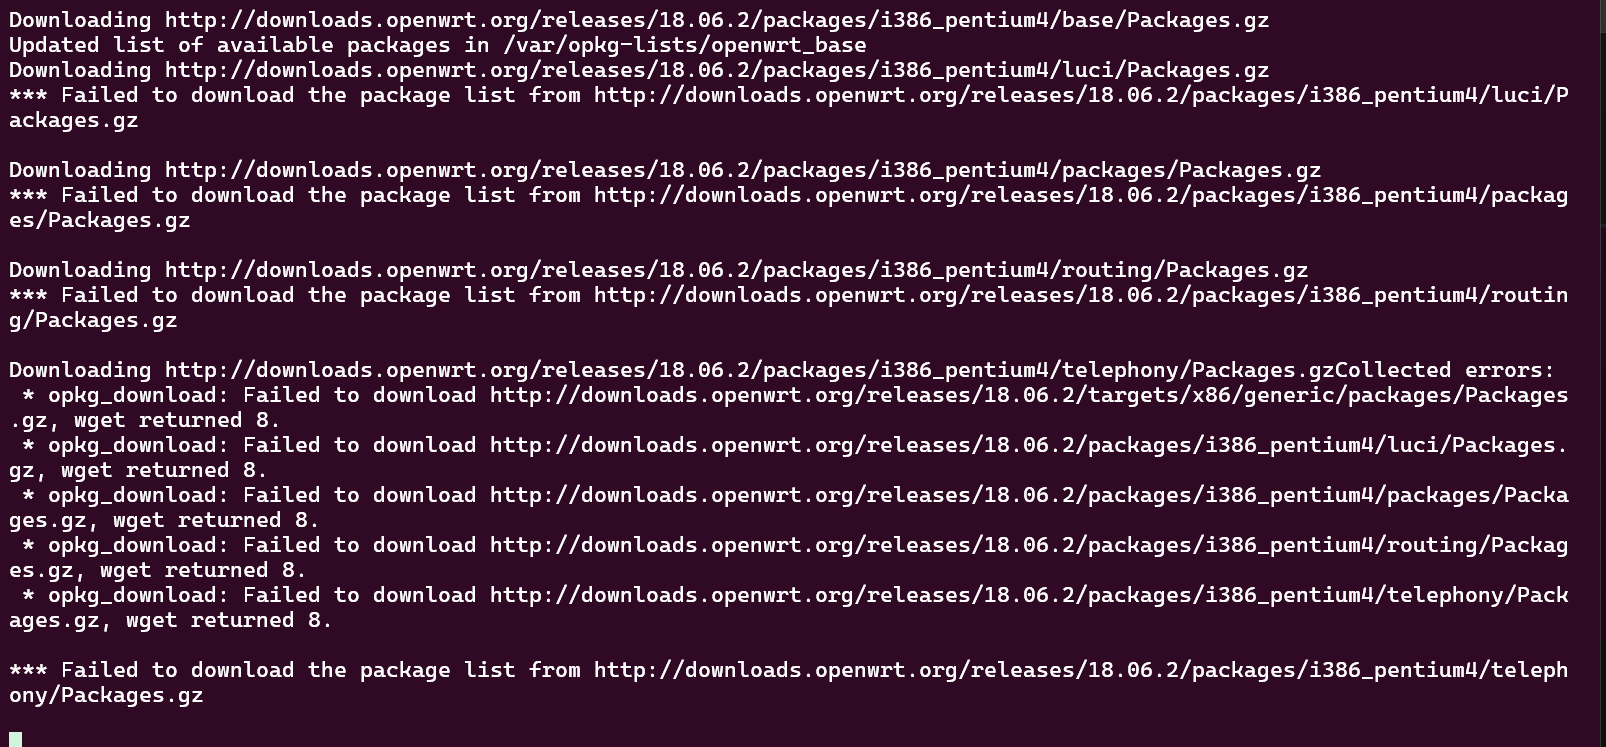 Downloading http://downloads.openwrt.org/releases/18.06.2/packages/i386_pentium4/base/Packages.gz
Updated list of available packages in /var/opkg-lists/openwrt_base
Downloading http://downloads.openwrt.org/releases/18.06.2/packages/i386_pentium4/luci/Packages.gz
*** Failed to download the package list from http://downloads.openwrt.org/releases/18.06.2/packages/i386_pentium4/luci/P
ackages.gz

Downloading http://downloads.openwrt.org/releases/18.06.2/packages/i386_pentium4/packages/Packages.gz
*** Failed to download the package list from http://downloads.openwrt.org/releases/18.06.2/packages/i386_pentium4/packag
es/Packages.gz

Downloading http://downloads.openwrt.org/releases/18.06.2/packages/i386_pentium4/routing/Packages.gz
*** Failed to download the package list from http://downloads.openwrt.org/releases/18.06.2/packages/i386_pentium4/routin
g/Packages.gz

Downloading http://downloads.openwrt.org/releases/18.06.2/packages/i386_pentium4/telephony/Packages.gzCollected errors:
 * opkg_download: Failed to download http://downloads.openwrt.org/releases/18.06.2/targets/x86/generic/packages/Packages
.gz, wget returned 8.
 * opkg_download: Failed to download http://downloads.openwrt.org/releases/18.06.2/packages/i386_pentium4/luci/Packages.
gz, wget returned 8.
 * opkg_download: Failed to download http://downloads.openwrt.org/releases/18.06.2/packages/i386_pentium4/packages/Packa
ges.gz, wget returned 8.
 * opkg_download: Failed to download http://downloads.openwrt.org/releases/18.06.2/packages/i386_pentium4/routing/Packag
es.gz, wget returned 8.
 * opkg_download: Failed to download http://downloads.openwrt.org/releases/18.06.2/packages/i386_pentium4/telephony/Pack
ages.gz, wget returned 8.

*** Failed to download the package list from http://downloads.openwrt.org/releases/18.06.2/packages/i386_pentium4/teleph
ony/Packages.gz